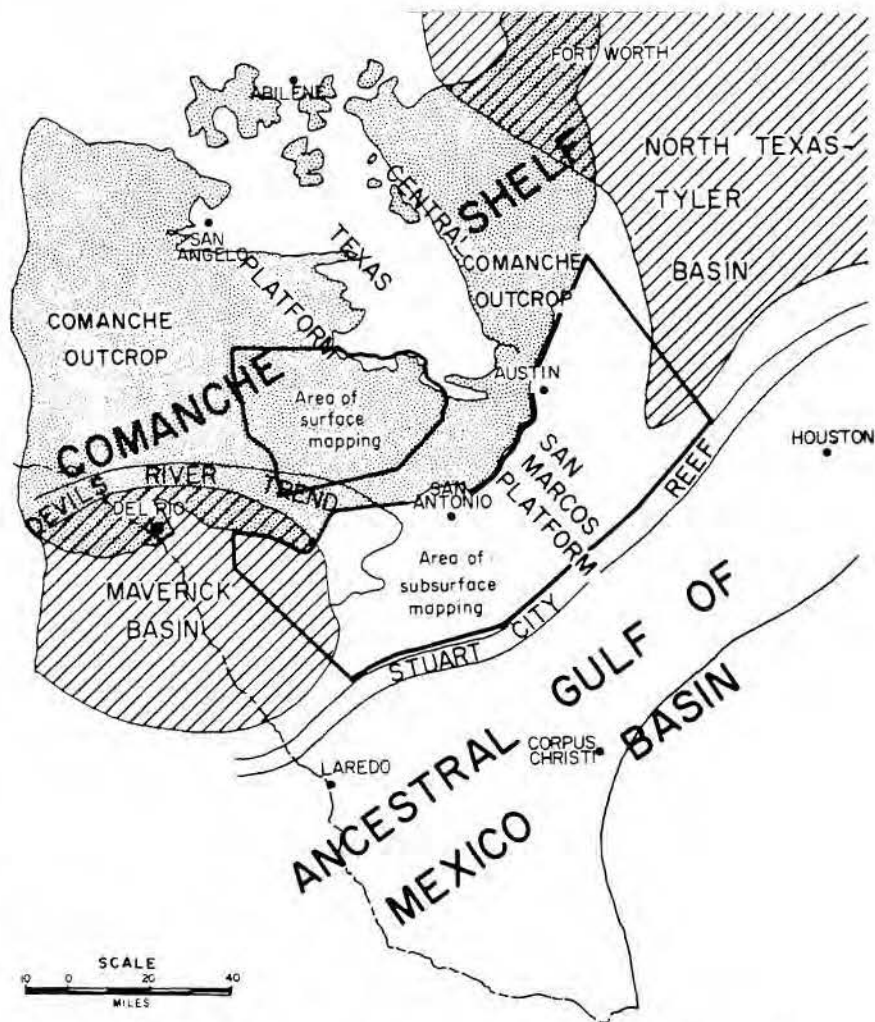 FORT WORTH
ABILENE
NORTH TEXAS-
TYLER
BASIN
SHELF
CENTRAL
TEXAS
PLATFORM
SAN
ANGELO
COMANCHE
OUTCROP
COMANCHE
OUTCROP
COMANCHE
Area of
surface
mapping
AUSTIN
SAN
MARCOS
PLATFORM
HOUSTON
REEF
DEVILS RIVER TREND
SAN
ANTONIO
DEL RIO
Area of
subsurface
mapping
MAVERICK
BASIN
STUART CITY
ANCESTRAL GULF OF
MEXICO
BASIN
CORPUS
CHRISTI
LAREDO
SCALE
10 0 20 40
MILES